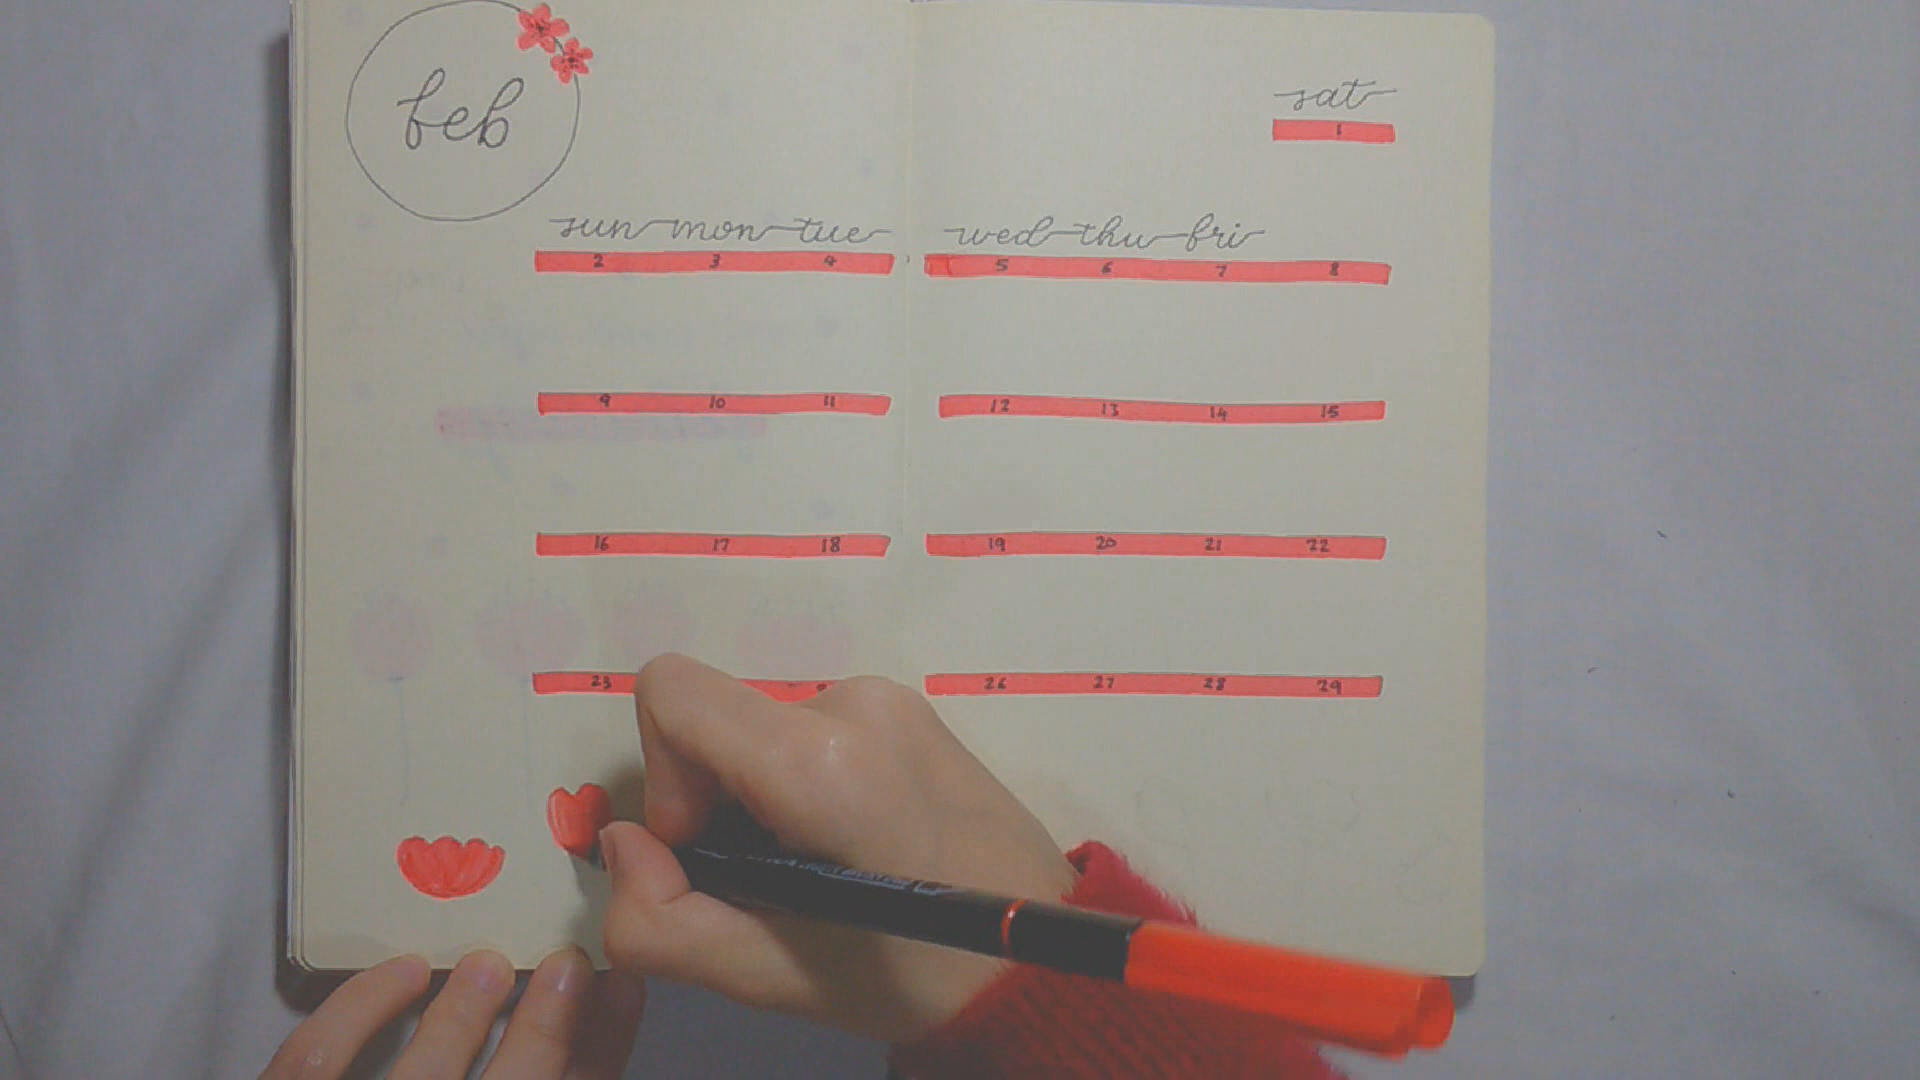 feb
sat
1
sun mon tue wed thu fri
2 3 4 5 6 7 8
9 10 11 12 13 14 15
16 17 18 19 20 21 22
23 26 27 28 29